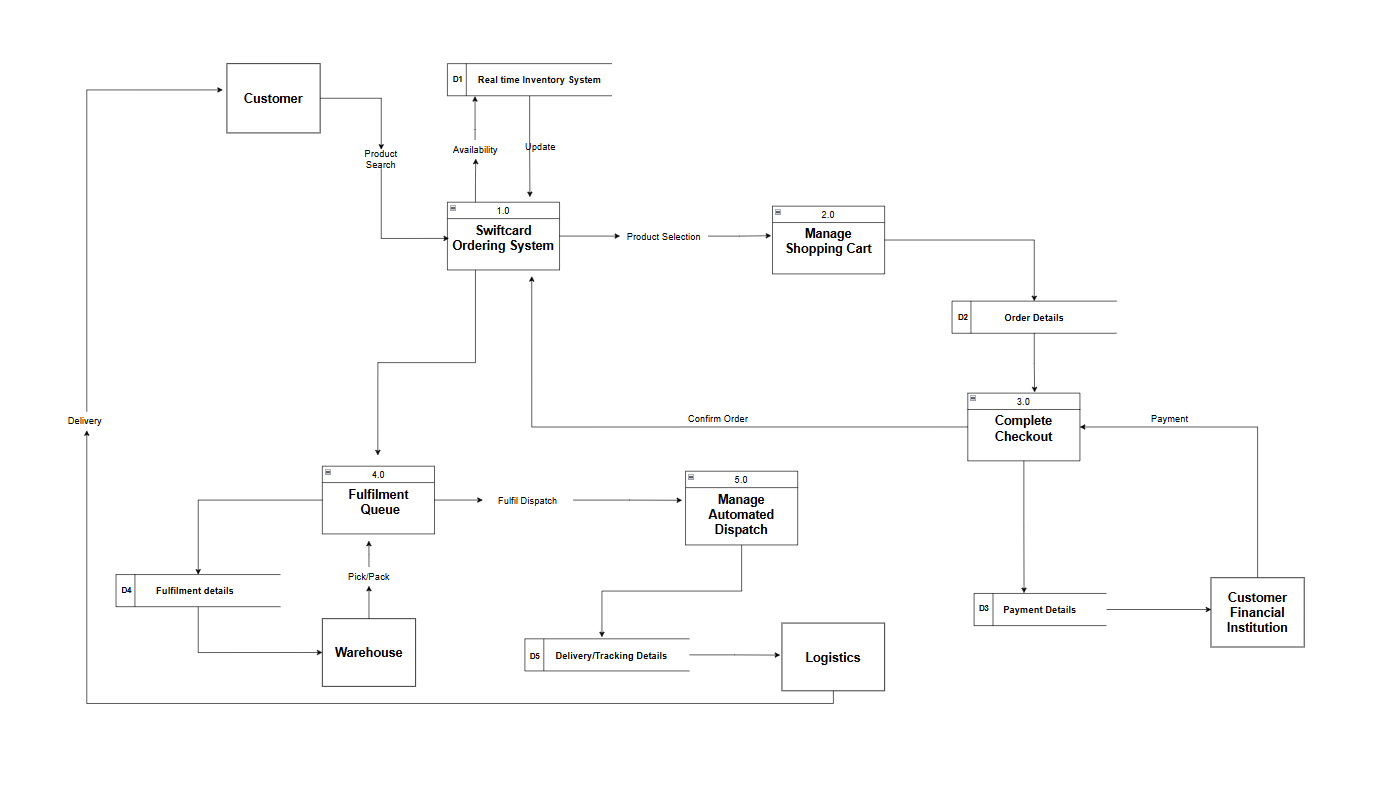 D1
Real time Inventory System
Customer
Product
Search
Availability
Update
1.0
Swiftcard
Ordering System
Product Selection
2.0
Manage
Shopping Cart
D2
Order Details
3.0
Complete
Checkout
Confirm Order
Payment
Delivery
4.0
Fulfilment
Queue
Fulfil Dispatch
5.0
Manage
Automated
Dispatch
D4
Fulfilment details
Pick/Pack
Warehouse
D5
Delivery/Tracking Details
Logistics
D3
Payment Details
Customer
Financial
Institution